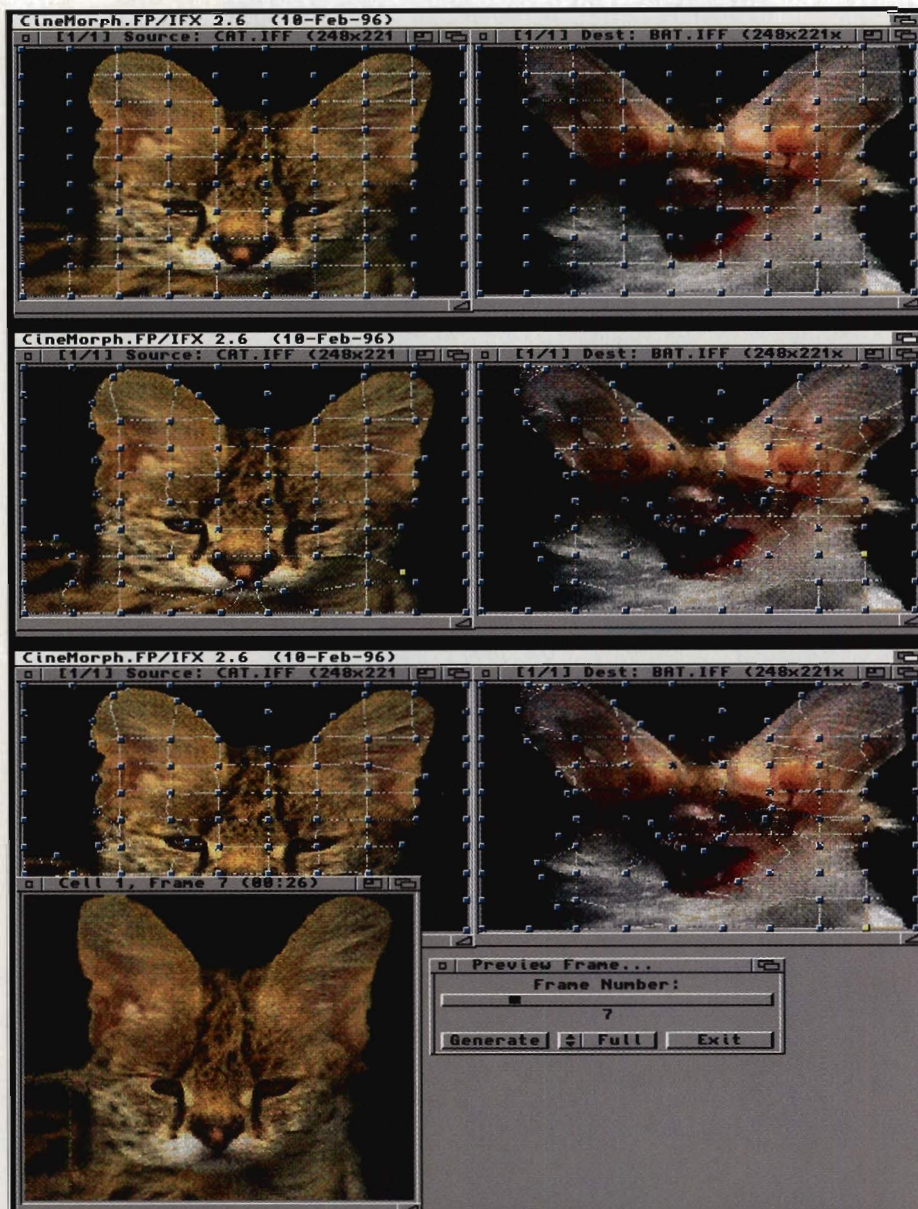 CineMorph.FP/IFX 2.6 (10-Feb-96)
[1/1] Source: CAT.IFF (248x221
[1/1] Dest: BAT.IFF (248x221x
CineMorph.FP/IFX 2.6 (10-Feb-96)
[1/1] Source: CAT.IFF (248x221
[1/1] Dest: BAT.IFF (248x221x
CineMorph.FP/IFX 2.6 (10-Feb-96)
[1/1] Source: CAT.IFF (248x221
[1/1] Dest: BAT.IFF (248x221x
Cell 1, Frame 7 (00:26)
Preview Frame...
Frame Number:
7
Generate Full Exit